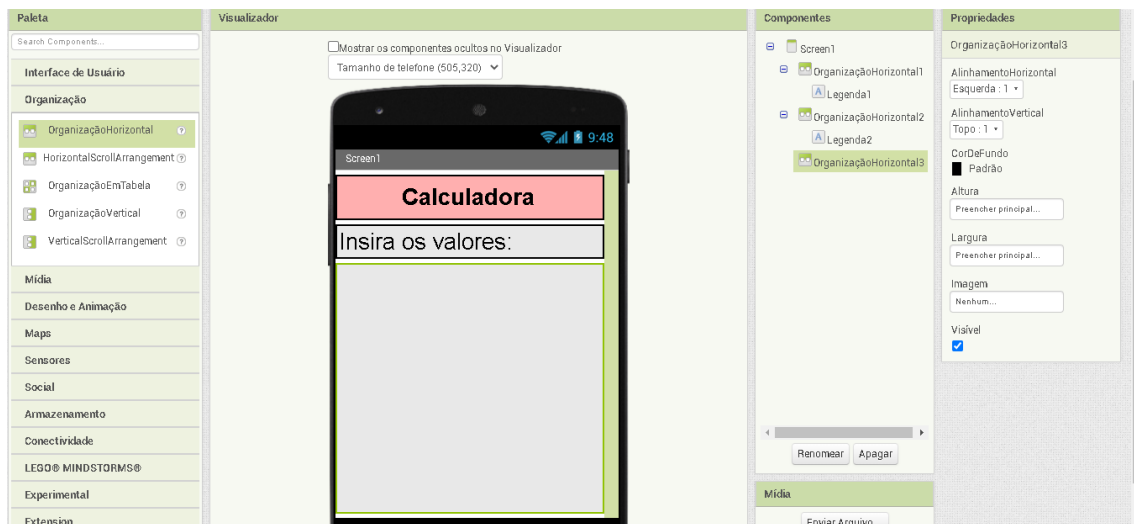 Paleta
Search Components...
Interface de Usuário
Organização
OrganizaçãoHorizontal
HorizontalScrollArrangement
OrganizaçãoEmTabela
OrganizaçãoVertical
VerticalScrollArrangement
Mídia
Desenho e Animação
Maps
Sensores
Social
Armazenamento
Conectividade
LEGO® MINDSTORMS®
Experimental
Extension
Visualizador
Mostrar os componentes ocultos no Visualizador
Tamanho de telefone (505,320)
9:48
Screen1
Calculadora
Insira os valores:
Componentes
Screen1
OrganizaçãoHorizontal1
Legenda1
OrganizaçãoHorizontal2
Legenda2
OrganizaçãoHorizontal3
Renomear Apagar
Mídia
Enviar Arquivo ...
Propriedades
OrganizaçãoHorizontal3
AlinhamentoHorizontal
Esquerda : 1
AlinhamentoVertical
Topo : 1
CorDeFundo
Padrão
Altura
Preencher principal...
Largura
Preencher principal...
Imagem
Nenhum...
Visível